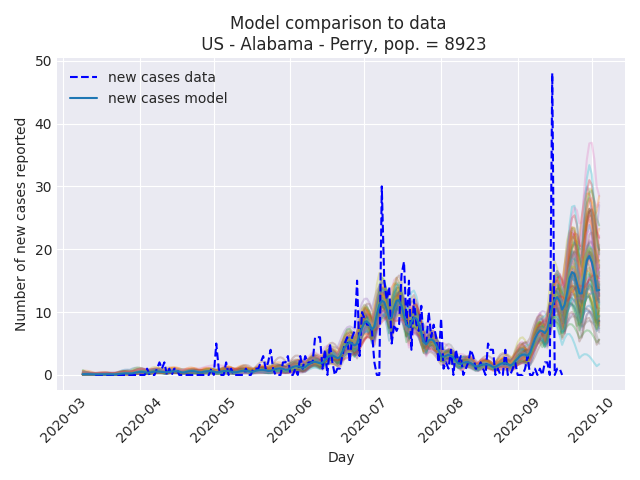 Model comparison to data
US - Alabama - Perry, pop. = 8923
new cases data
new cases model
Number of new cases reported
50
40
30
20
10
0
2020-03
2020-04
2020-05
2020-06
2020-07
2020-08
2020-09
2020-10
Day